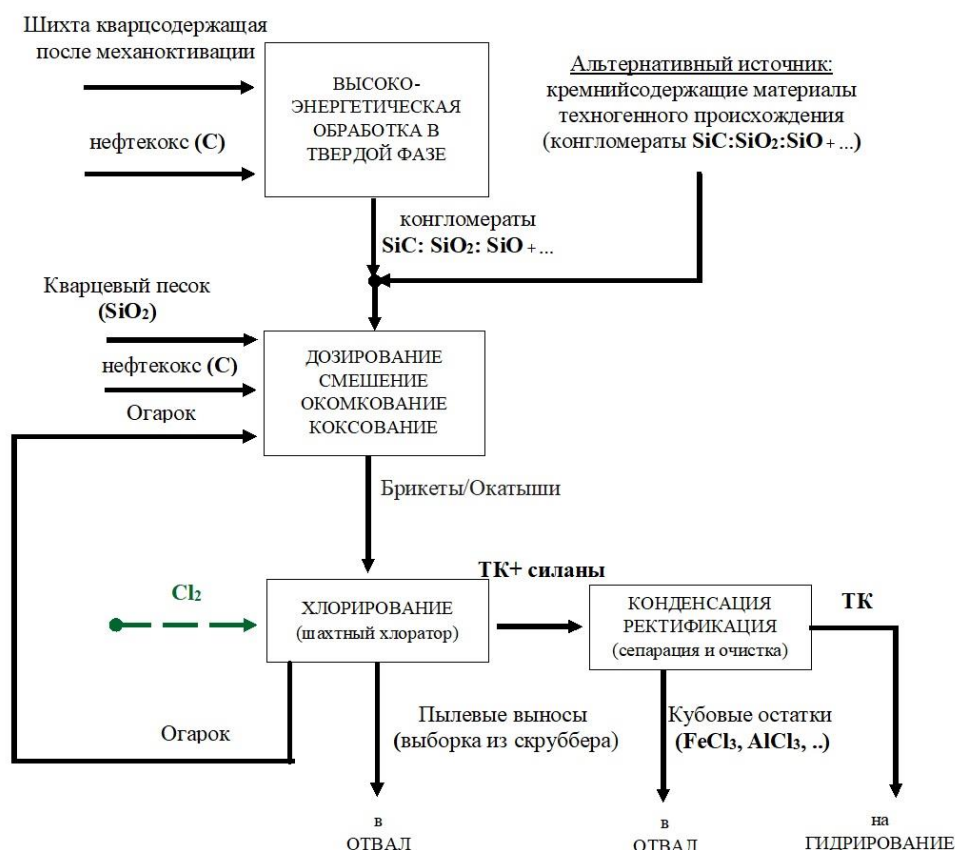 Шихта кварцсодержащая
после механоктивации
нефтекокс (С)
ВЫСОКО-
ЭНЕРГЕТИЧЕСКАЯ
ОБРАБОТКА В
ТВЕРДОЙ ФАЗЕ
Альтернативный источник:
кремнийсодержащие материалы
техногенного происхождения
(конгломераты SiC:SiO₂:SiO + ...)
конгломераты
SiC: SiO₂: SiO + ...
Кварцевый песок
(SiO₂)
нефтекокс (С)
Огарок
ДОЗИРОВАНИЕ
СМЕШЕНИЕ
ОКОМКОВАНИЕ
КОКСОВАНИЕ
Брикеты/Окатыши
Cl₂
ХЛОРИРОВАНИЕ
(шахтный хлоратор)
ТК+ силаны
КОНДЕНСАЦИЯ
РЕКТИФИКАЦИЯ
(сепарация и очистка)
ТК
Огарок
Пылевые выносы
(выборка из скруббера)
Кубовые остатки
(FeCl₃, AlCl₃, ..)
в
ОТВАЛ
в
ОТВАЛ
на
ГИДРИРОВАНИЕ